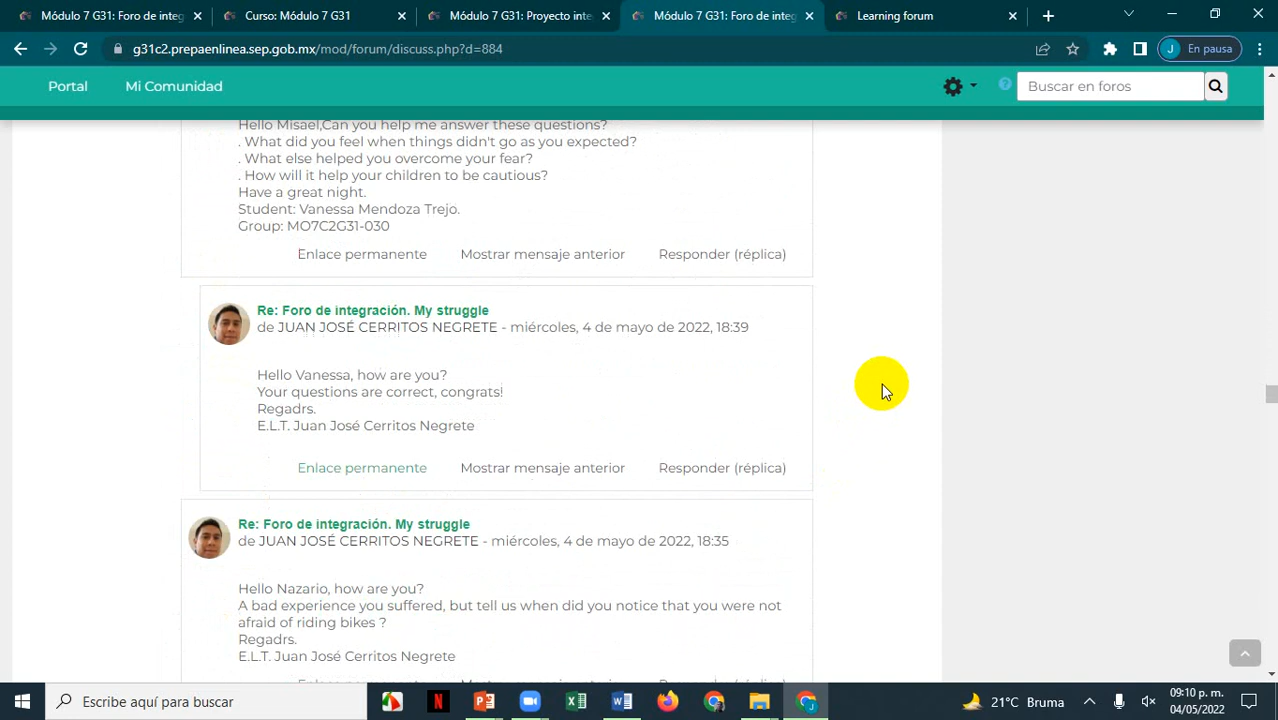 Módulo 7 G31: Foro de integ
Curso: Módulo 7 G31
Módulo 7 G31: Proyecto inte
Módulo 7 G31: Foro de integ
Learning forum
g31c2.prepaenlinea.sep.gob.mx/mod/forum/discuss.php?d=884
J
En pausa
Portal
Mi Comunidad
Buscar en foros
Hello Misael,Can you help me answer these questions?
. What did you feel when things didn't go as you expected?
. What else helped you overcome your fear?
. How will it help your children to be cautious?
Have a great night.
Student: Vanessa Mendoza Trejo.
Group: MO7C2G31-030
Enlace permanente
Mostrar mensaje anterior
Responder (réplica)
Re: Foro de integración. My struggle
de JUAN JOSÉ CERRITOS NEGRETE - miércoles, 4 de mayo de 2022, 18:39
Hello Vanessa, how are you?
Your questions are correct, congrats!
Regadrs.
E.L.T. Juan José Cerritos Negrete
Enlace permanente
Mostrar mensaje anterior
Responder (réplica)
Re: Foro de integración. My struggle
de JUAN JOSÉ CERRITOS NEGRETE - miércoles, 4 de mayo de 2022, 18:35
Hello Nazario, how are you?
A bad experience you suffered, but tell us when did you notice that you were not
afraid of riding bikes ?
Regadrs.
E.L.T. Juan José Cerritos Negrete
Escribe aquí para buscar
21°C Bruma
09:10 p. m.
04/05/2022